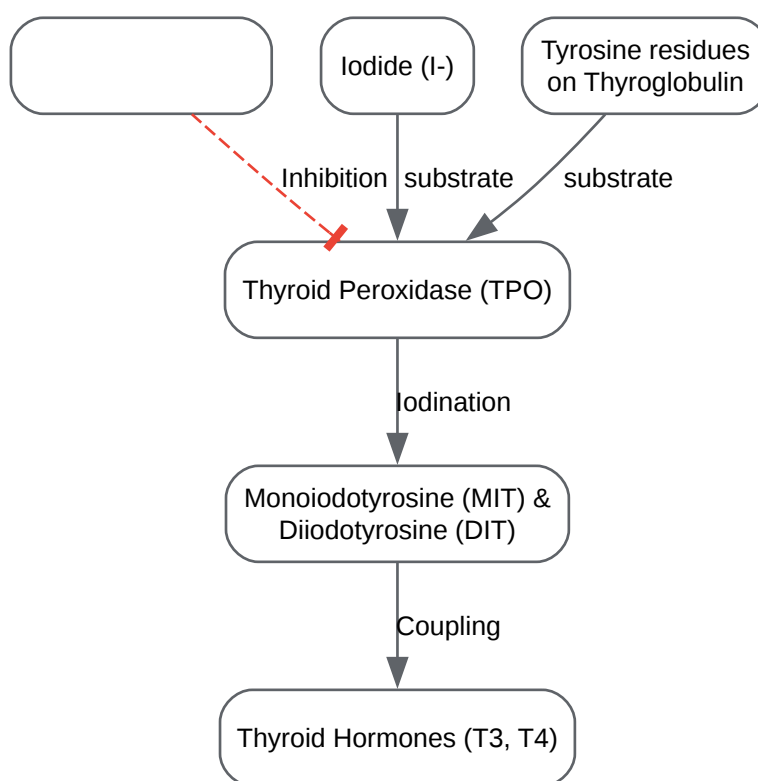 Iodide (I-)
Tyrosine residues
on Thyroglobulin
Inhibition
substrate
substrate
Thyroid Peroxidase (TPO)
Iodination
Monoiodotyrosine (MIT) &
Diiodotyrosine (DIT)
Coupling
Thyroid Hormones (T3, T4)